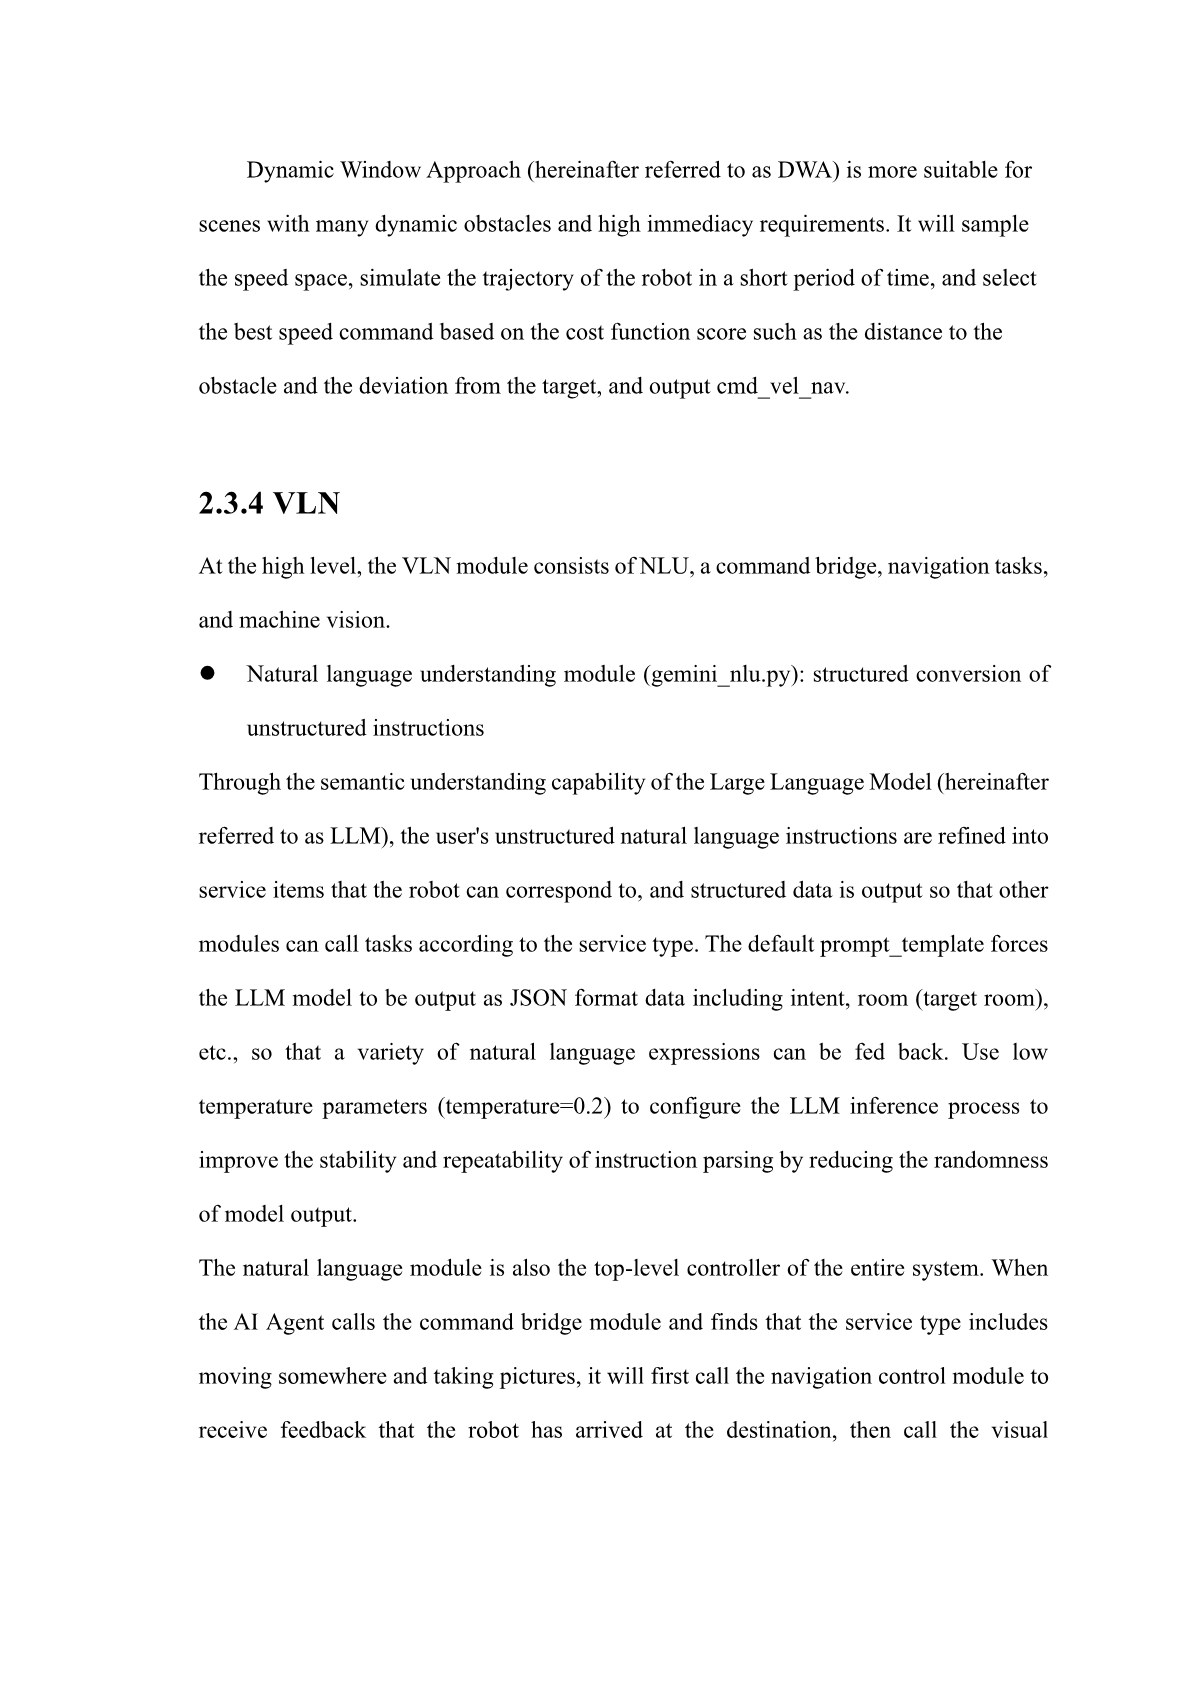 Dynamic Window Approach (hereinafter referred to as DWA) is more suitable for
scenes with many dynamic obstacles and high immediacy requirements. It will sample
the speed space, simulate the trajectory of the robot in a short period of time, and select
the best speed command based on the cost function score such as the distance to the
obstacle and the deviation from the target, and output cmd_vel_nav.
2.3.4 VLN
At the high level, the VLN module consists of NLU, a command bridge, navigation tasks,
and machine vision.
● Natural language understanding module (gemini_nlu.py): structured conversion of
unstructured instructions
Through the semantic understanding capability of the Large Language Model (hereinafter
referred to as LLM), the user's unstructured natural language instructions are refined into
service items that the robot can correspond to, and structured data is output so that other
modules can call tasks according to the service type. The default prompt_template forces
the LLM model to be output as JSON format data including intent, room (target room),
etc., so that a variety of natural language expressions can be fed back. Use low
temperature parameters (temperature=0.2) to configure the LLM inference process to
improve the stability and repeatability of instruction parsing by reducing the randomness
of model output.
The natural language module is also the top-level controller of the entire system. When
the AI Agent calls the command bridge module and finds that the service type includes
moving somewhere and taking pictures, it will first call the navigation control module to
receive feedback that the robot has arrived at the destination, then call the visual